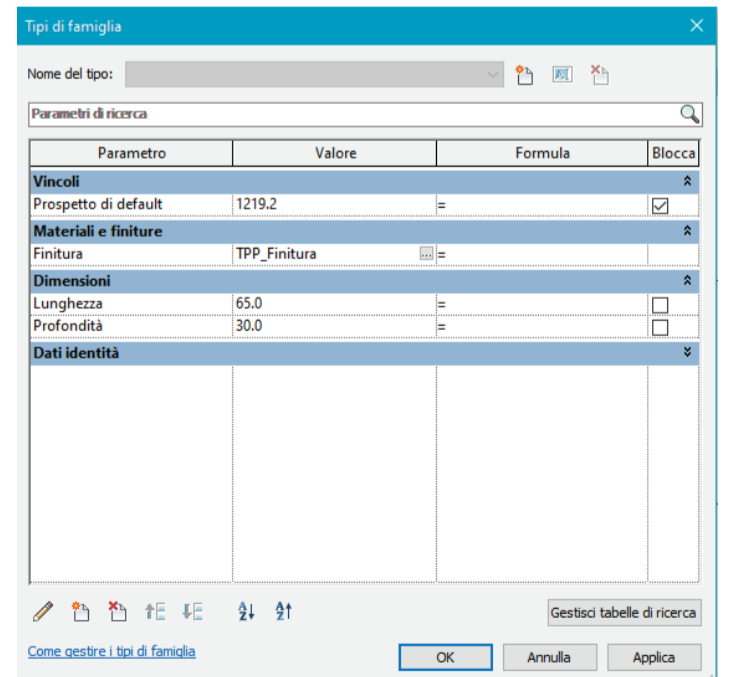 Tipi di famiglia
Nome del tipo:
Parametri di ricerca
Parametro Valore Formula Blocca
Vincoli
Prospetto di default 1219.2 =
Materiali e finiture
Finitura TPP_Finitura ... =
Dimensioni
Lunghezza 65.0 =
Profondità 30.0 =
Dati identità
Gestisci tabelle di ricerca
Come gestire i tipi di famiglia
OK Annulla Applica